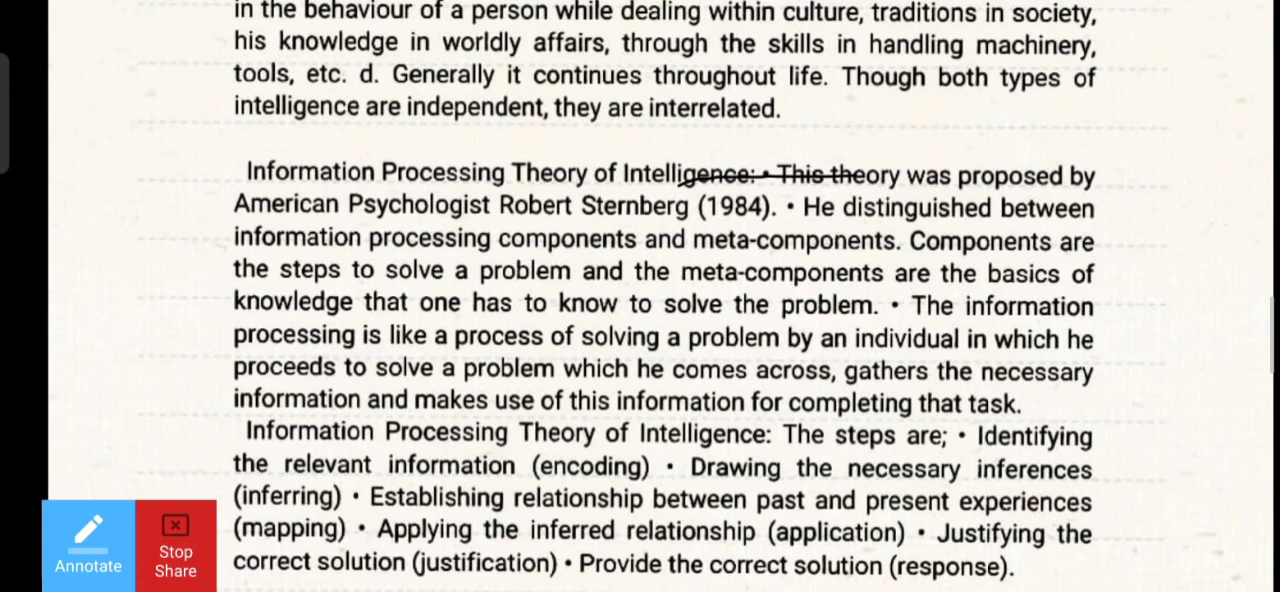 in the behaviour of a person while dealing within culture, traditions in society,
his knowledge in worldly affairs, through the skills in handling machinery,
tools, etc. d. Generally it continues throughout life. Though both types of
intelligence are independent, they are interrelated.
Information Processing Theory of Intelligence: • This theory was proposed by
American Psychologist Robert Sternberg (1984). • He distinguished between
information processing components and meta-components. Components are
the steps to solve a problem and the meta-components are the basics of
knowledge that one has to know to solve the problem. • The information
processing is like a process of solving a problem by an individual in which he
proceeds to solve a problem which he comes across, gathers the necessary
information and makes use of this information for completing that task.
Information Processing Theory of Intelligence: The steps are; • Identifying
the relevant information (encoding) • Drawing the necessary inferences
(inferring) • Establishing relationship between past and present experiences
(mapping) • Applying the inferred relationship (application) • Justifying the
correct solution (justification) • Provide the correct solution (response).
Annotate
Stop
Share